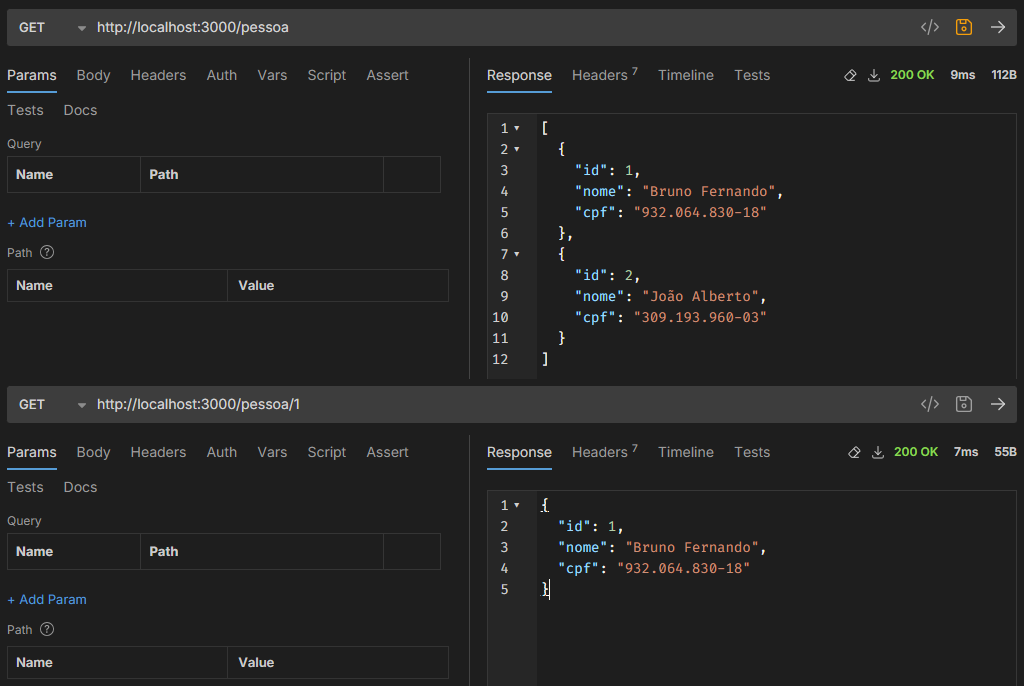 GET http://localhost:3000/pessoa </>
Params Body Headers Auth Vars Script Assert
Tests Docs
Query
Name Path
+ Add Param
Path ?
Name Value
Response Headers 7 Timeline Tests 200 OK 9ms 112B
1 [
2 {
3 "id": 1,
4 "nome": "Bruno Fernando",
5 "cpf": "932.064.830-18"
6 },
7 {
8 "id": 2,
9 "nome": "João Alberto",
10 "cpf": "309.193.960-03"
11 }
12 ]
GET http://localhost:3000/pessoa/1 </>
Params Body Headers Auth Vars Script Assert
Tests Docs
Query
Name Path
+ Add Param
Path ?
Name Value
Response Headers 7 Timeline Tests 200 OK 7ms 55B
1 {
2 "id": 1,
3 "nome": "Bruno Fernando",
4 "cpf": "932.064.830-18"
5 }